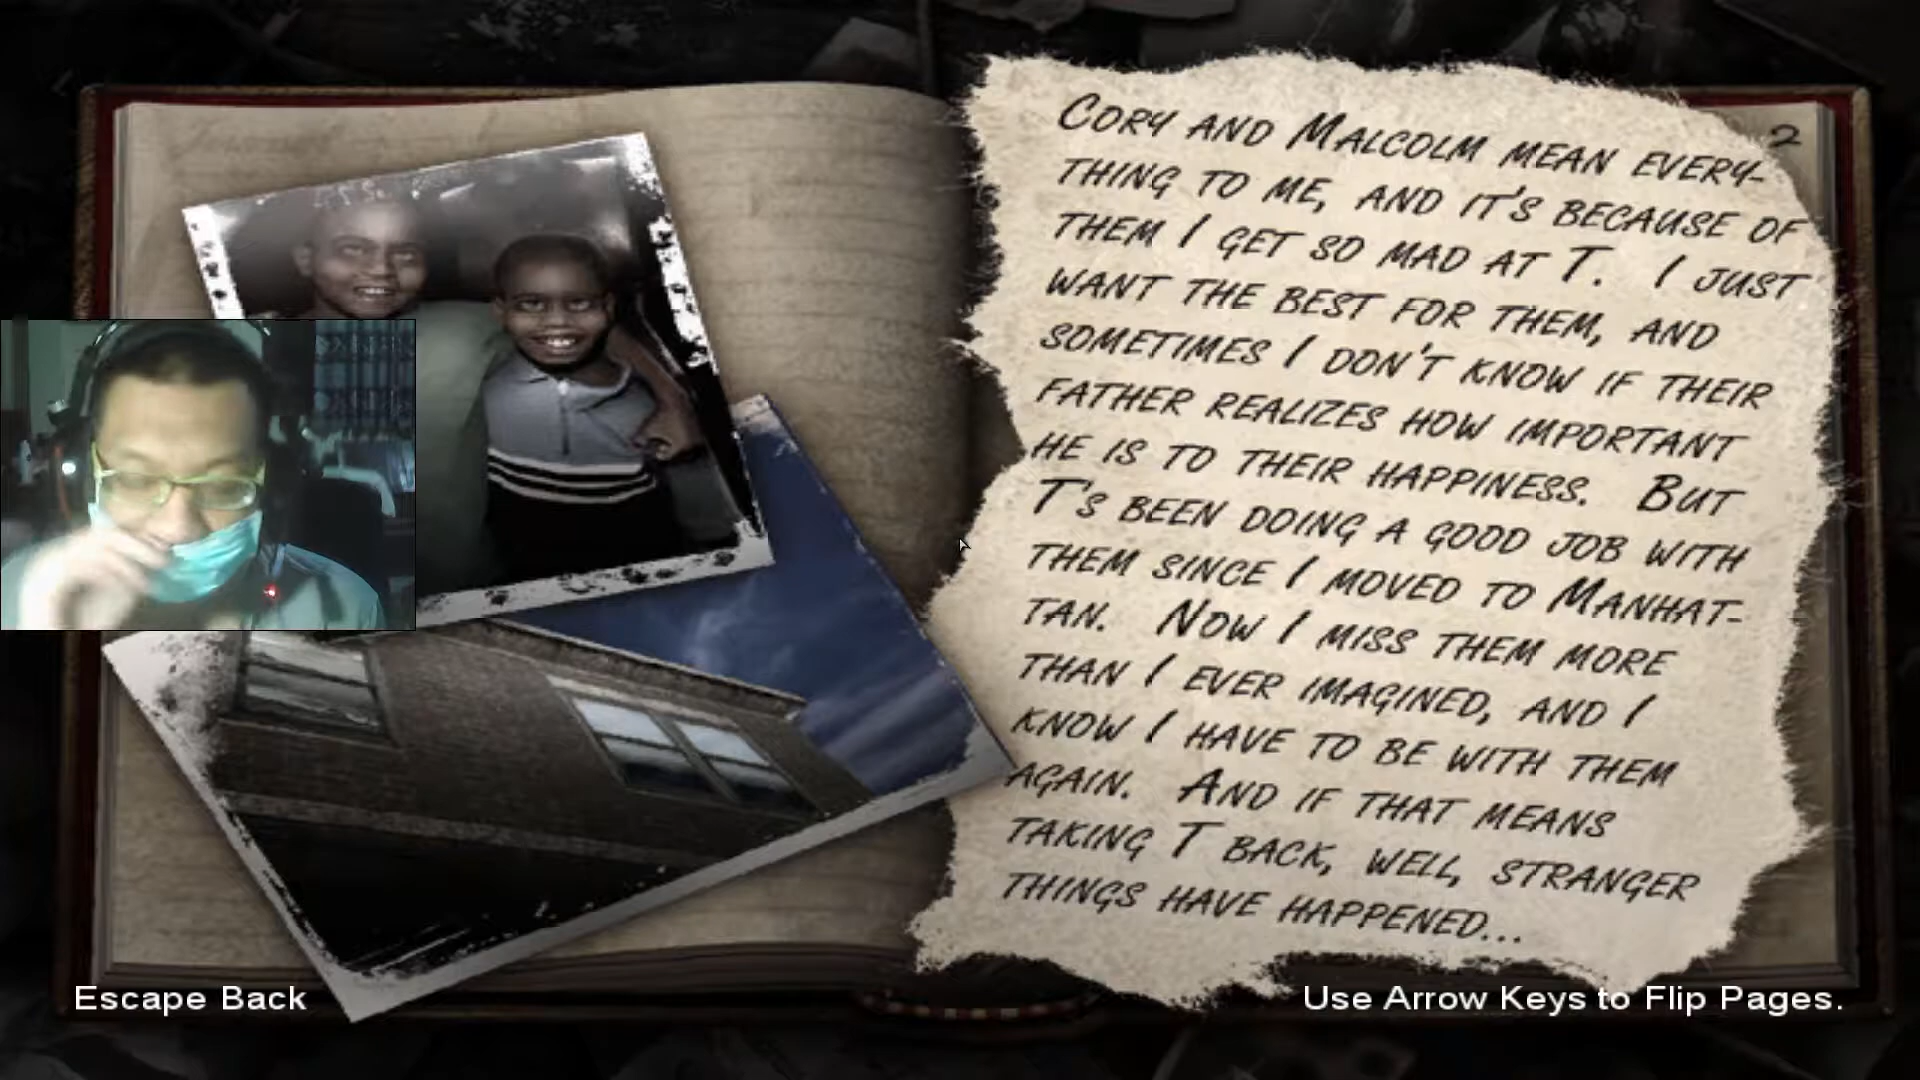 2
CORY AND MALCOLM MEAN EVERY-
THING TO ME, AND IT'S BECAUSE OF
THEM I GET SO MAD AT T. I JUST
WANT THE BEST FOR THEM, AND
SOMETIMES I DON'T KNOW IF THEIR
FATHER REALIZES HOW IMPORTANT
HE IS TO THEIR HAPPINESS. BUT
T'S BEEN DOING A GOOD JOB WITH
THEM SINCE I MOVED TO MANHAT-
TAN. NOW I MISS THEM MORE
THAN I EVER IMAGINED, AND I
KNOW I HAVE TO BE WITH THEM
AGAIN. AND IF THAT MEANS
TAKING T BACK, WELL, STRANGER
THINGS HAVE HAPPENED...
Escape Back
Use Arrow Keys to Flip Pages.